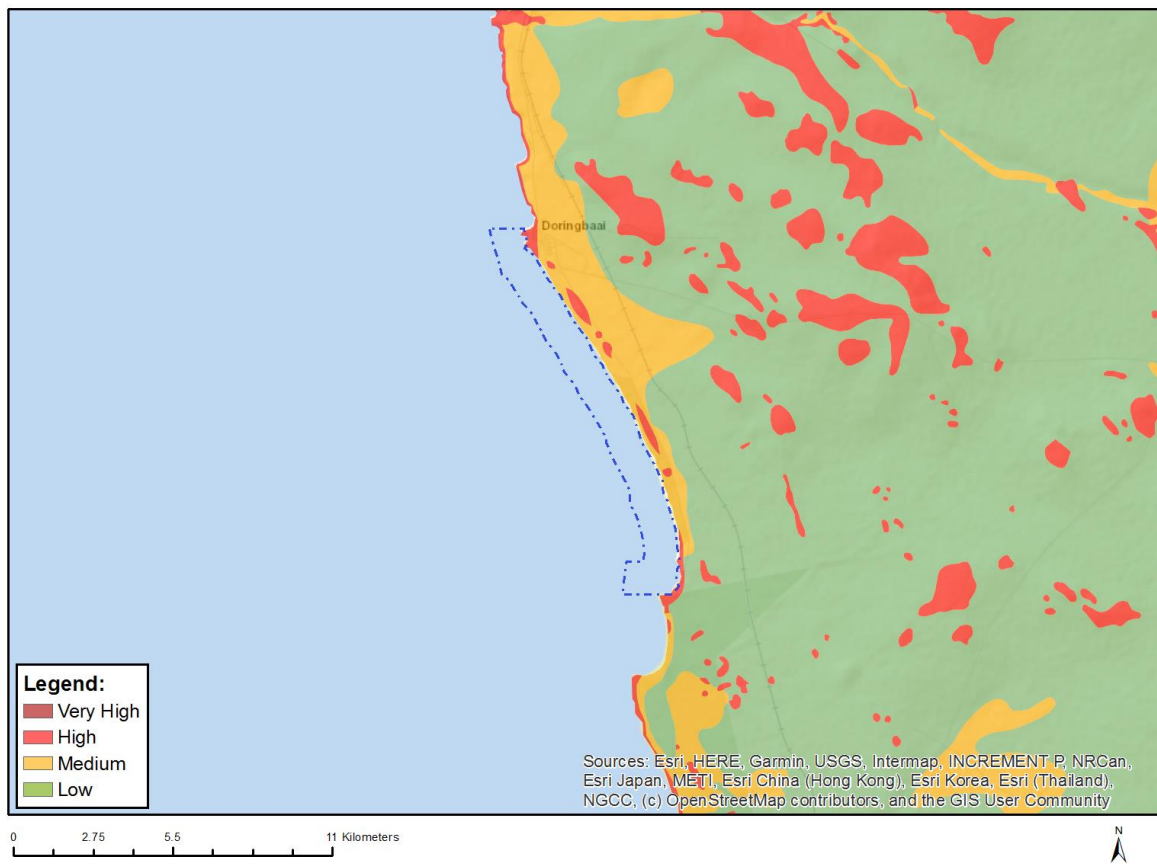 Doringbaai
Legend:
Very High
High
Medium
Low
Sources: Esri, HERE, Garmin, USGS, Intermap, INCREMENT P, NRCan,
Esri Japan, METI, Esri China (Hong Kong), Esri Korea, Esri (Thailand),
NGCC, (c) OpenStreetMap contributors, and the GIS User Community
0 2.75 5.5 11 Kilometers
N